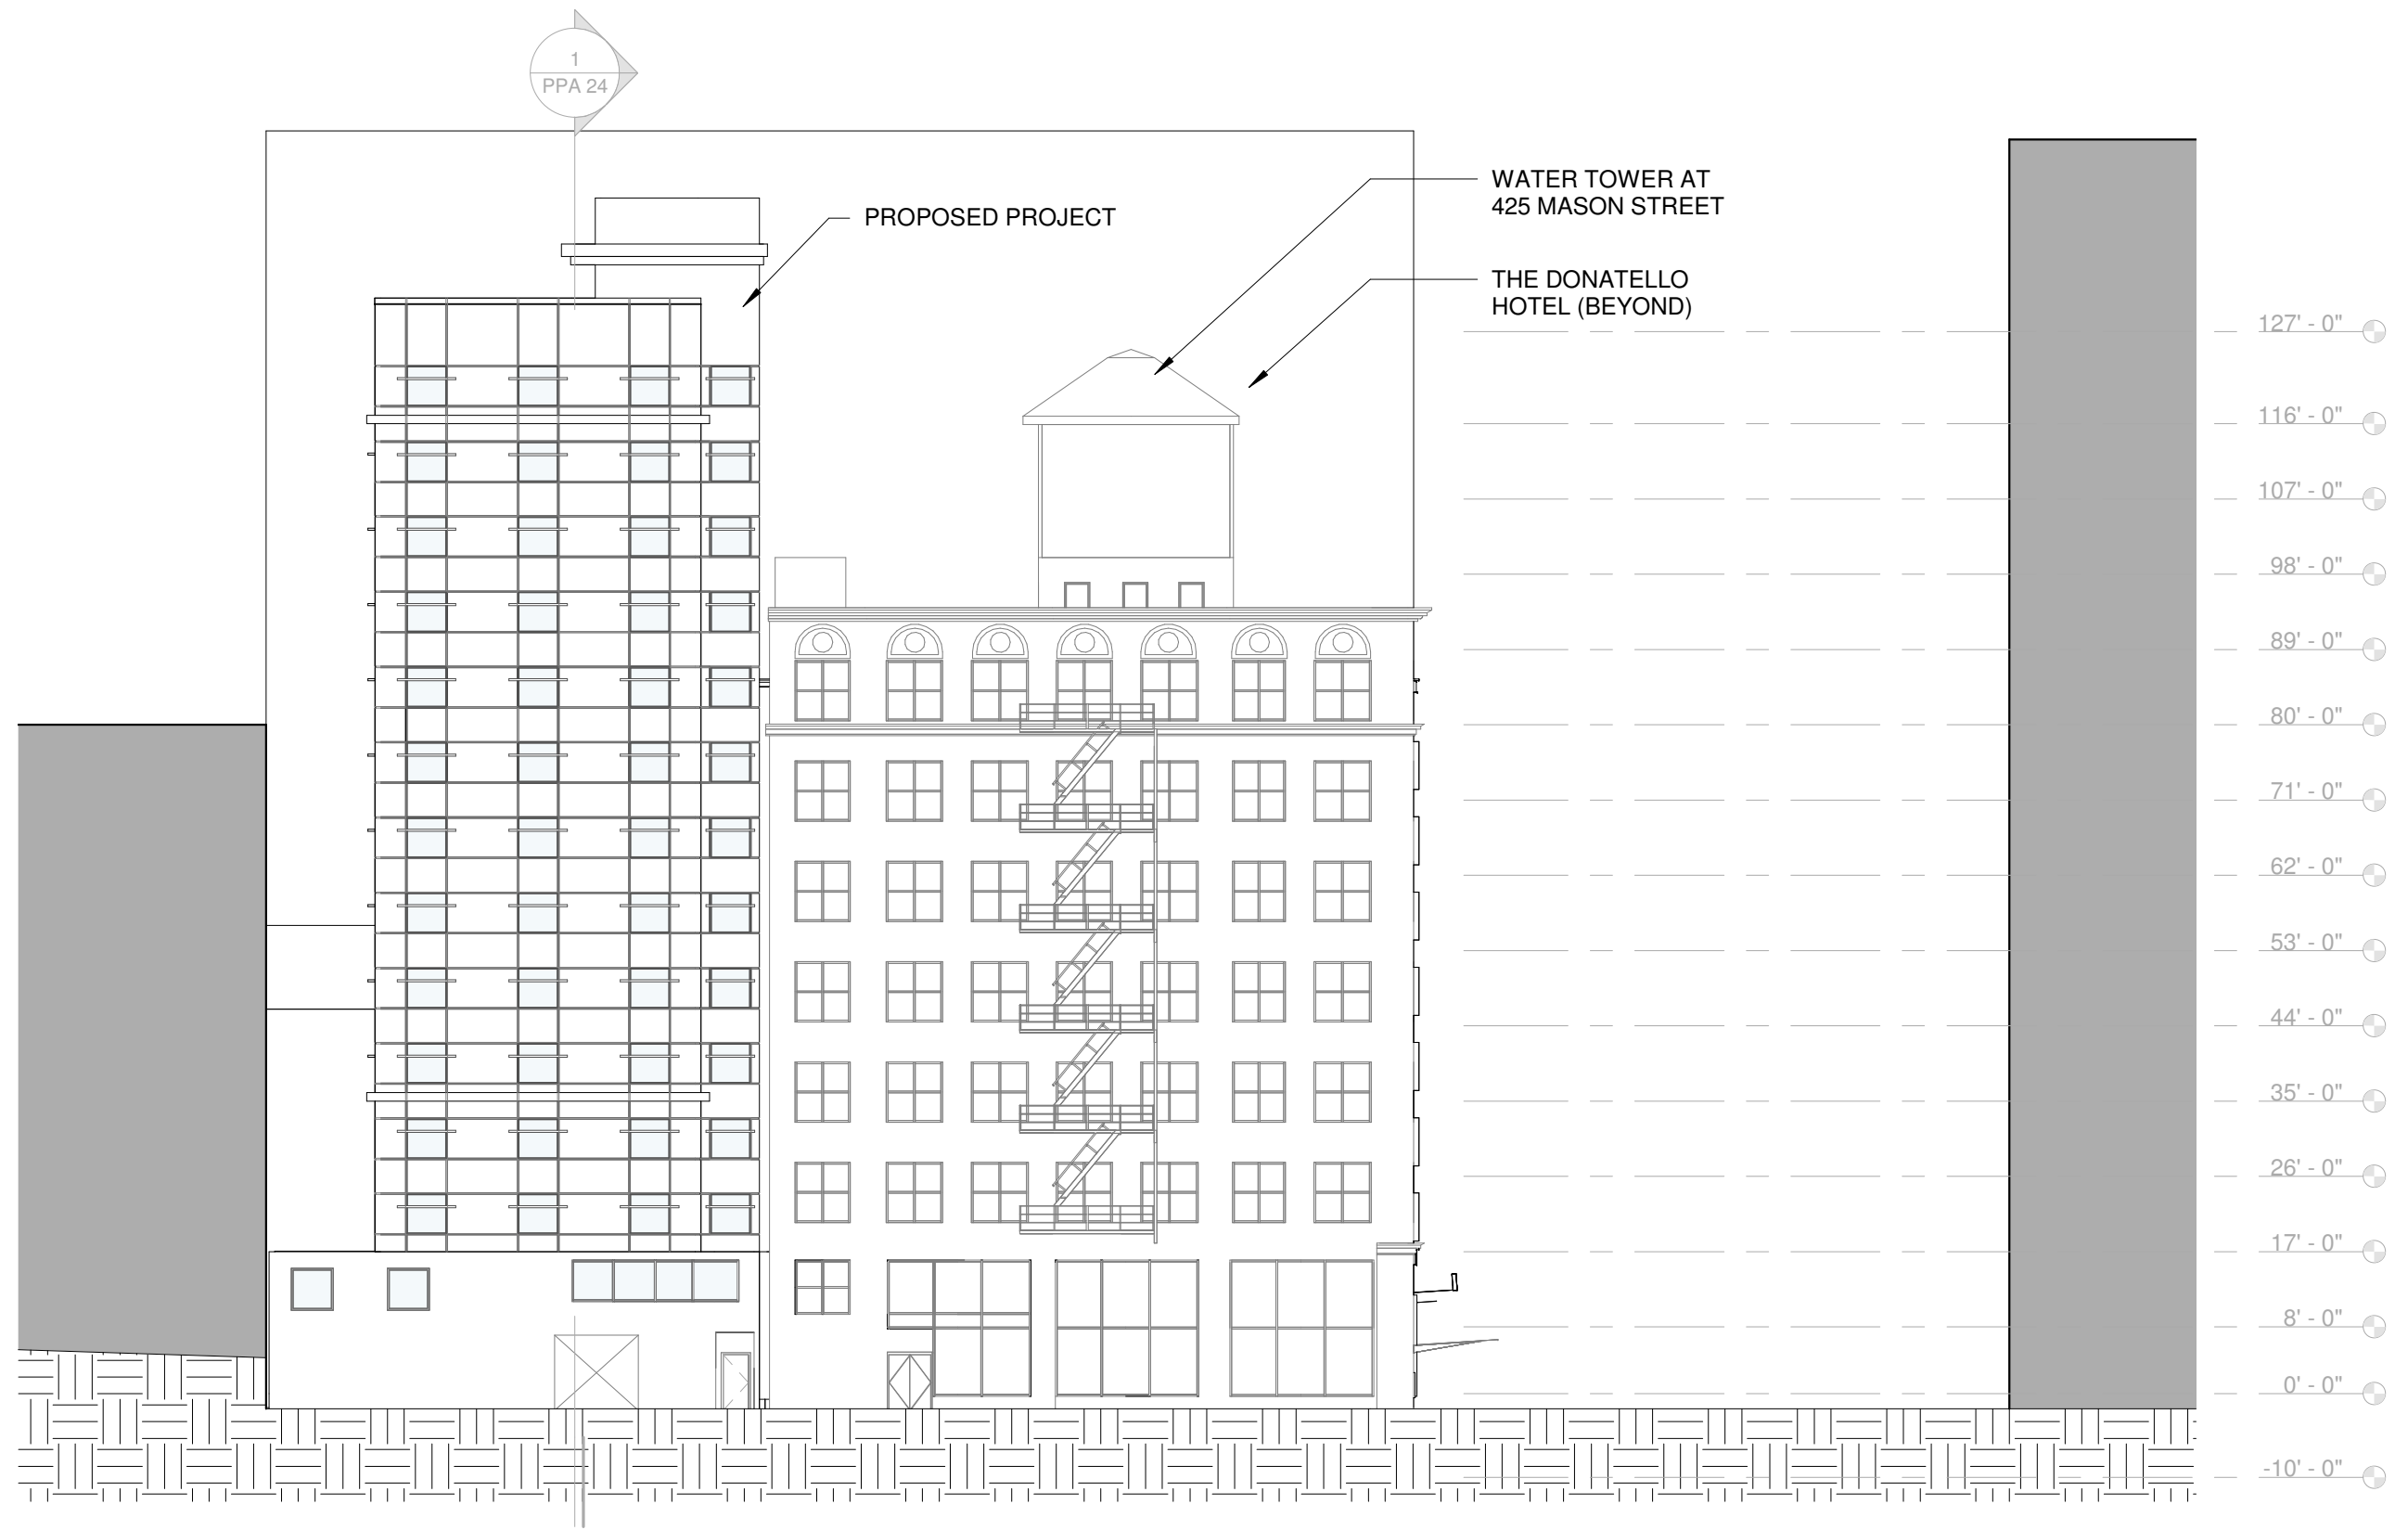 1
PPA 24
PROPOSED PROJECT
WATER TOWER AT
425 MASON STREET
THE DONATELLO
HOTEL (BEYOND)
127' - 0"
116' - 0"
107' - 0"
98' - 0"
89' - 0"
80' - 0"
71' - 0"
62' - 0"
53' - 0"
44' - 0"
35' - 0"
26' - 0"
17' - 0"
8' - 0"
0' - 0"
-10' - 0"